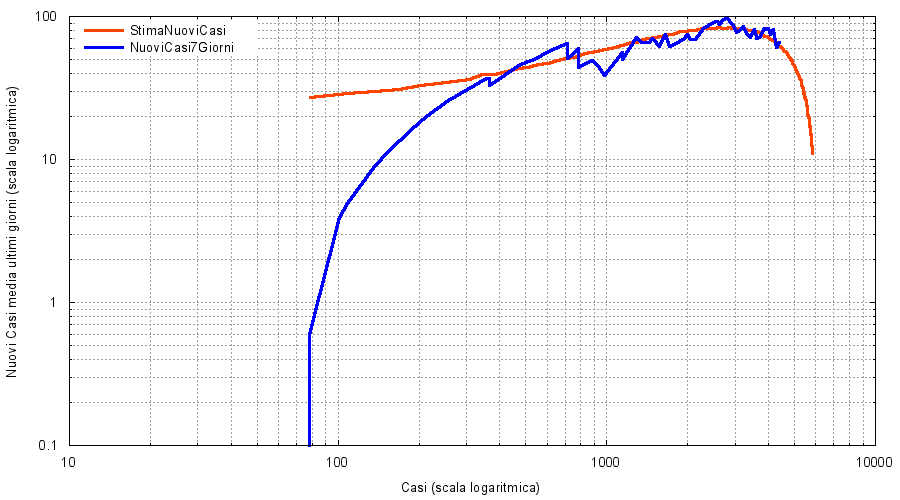 100
StimaNuoviCasi
NuoviCasi7Giorni
10
1
0.1
Nuovi Casi media ultimi giorni (scala logaritmica)
10
100
1000
10000
Casi (scala logaritmica)